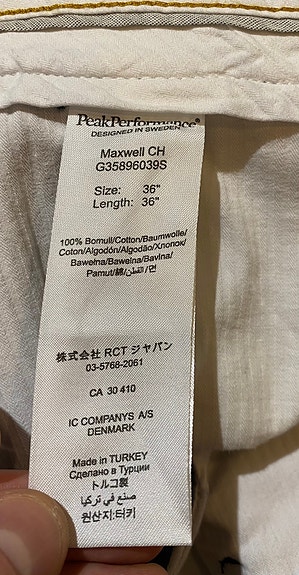 PeakPerformance
DESIGNED IN SWEDEN
Maxwell CH
G35896039S
Size: 36"
Length: 36"
100% Bomull/Cotton/Baumwolle/
Coton/Algodón/Algodão/Xnonok/
Bawełna/Bawelna/Bavlna/
Pamut/綿/قطن/면
株式会社 RCT ジャパン
03-5768-2061
CA 30 410
IC COMPANYS A/S
DENMARK
Made in TURKEY
Сделано в Турции
トルコ製
صنع في تركيا
원산지:터키